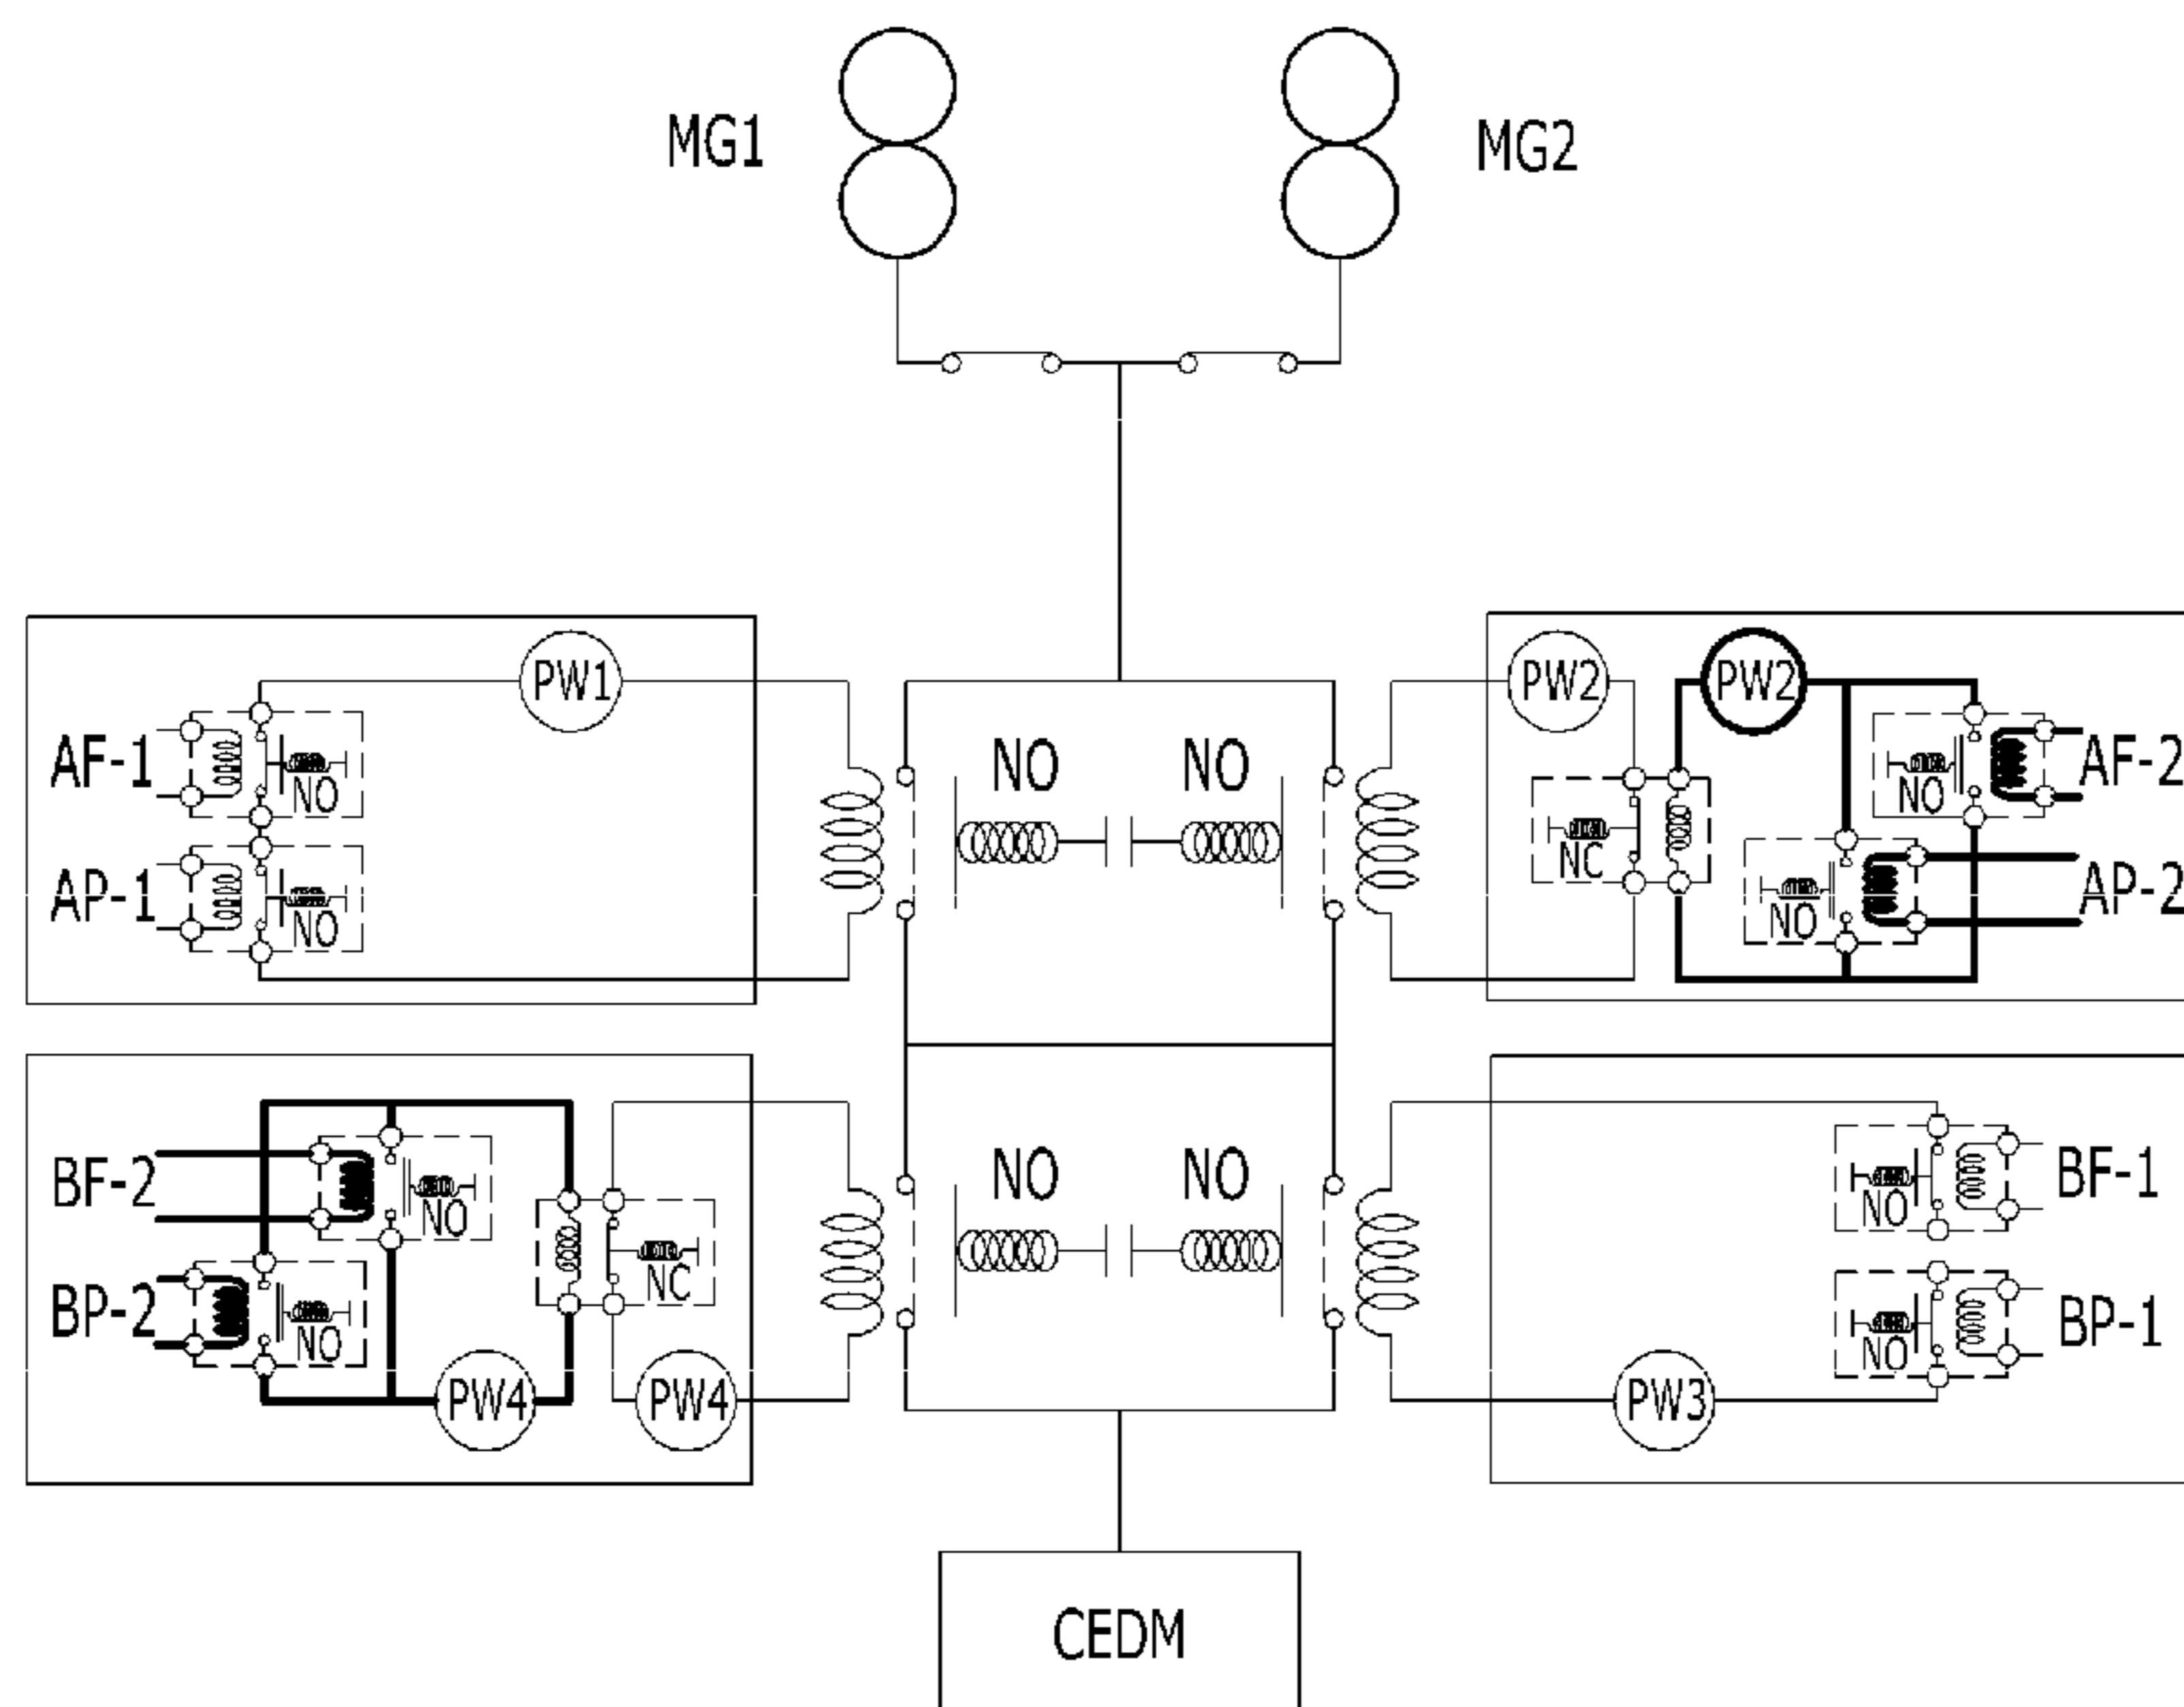 MG1
MG2
PW1
AF-1
NO
AP-1
NO
NO
NO
PW2
PW2
NC
NO
AF-2
NO
AP-2
BF-2
NO
BP-2
NO
NC
PW4
PW4
NO
NO
NO
BF-1
NO
BP-1
PW3
CEDM